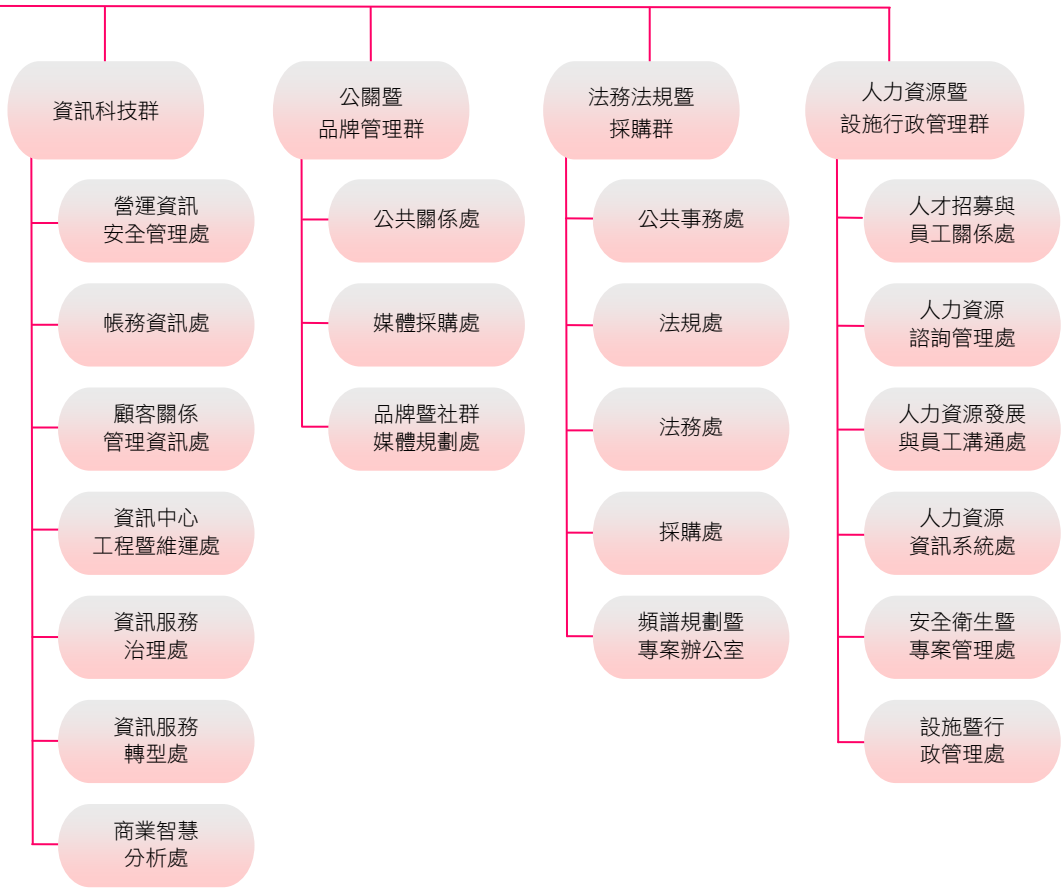 資訊科技群
營運資訊
安全管理處
帳務資訊處
顧客關係
管理資訊處
資訊中心
工程暨維運處
資訊服務
治理處
資訊服務
轉型處
商業智慧
分析處
公關暨
品牌管理群
公共關係處
媒體採購處
品牌暨社群
媒體規劃處
法務法規暨
採購群
公共事務處
法規處
法務處
採購處
頻譜規劃暨
專案辦公室
人力資源暨
設施行政管理群
人才招募與
員工關係處
人力資源
諮詢管理處
人力資源發展
與員工溝通處
人力資源
資訊系統處
安全衛生暨
專案管理處
設施暨行
政管理處